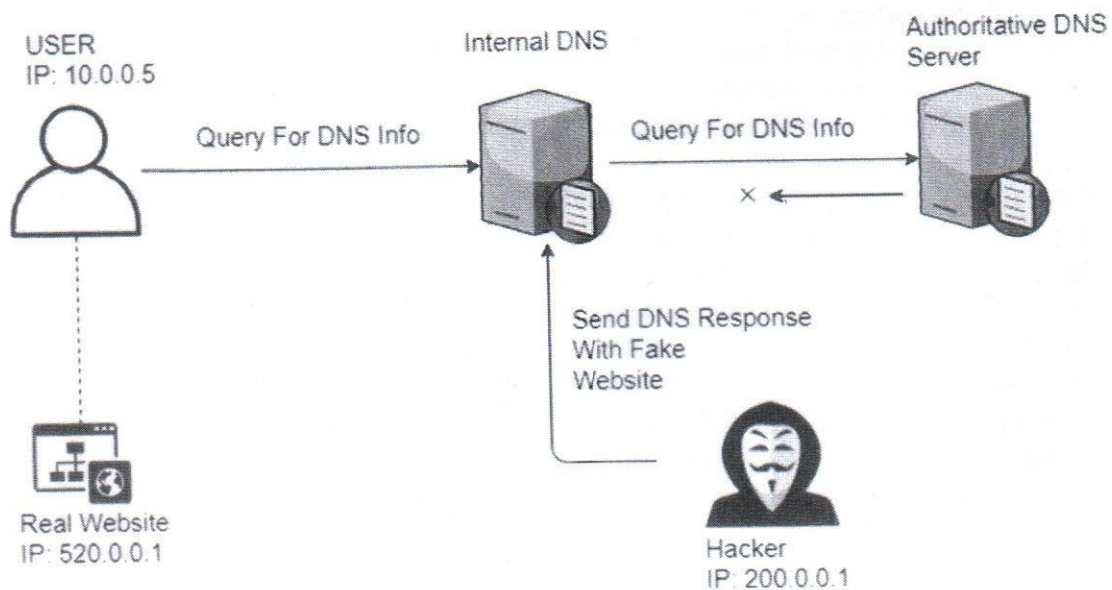 USER
IP: 10.0.0.5
Internal DNS
Authoritative DNS
Server
Query For DNS Info
Query For DNS Info
Send DNS Response
With Fake
Website
Real Website
IP: 520.0.0.1
Hacker
IP: 200.0.0.1